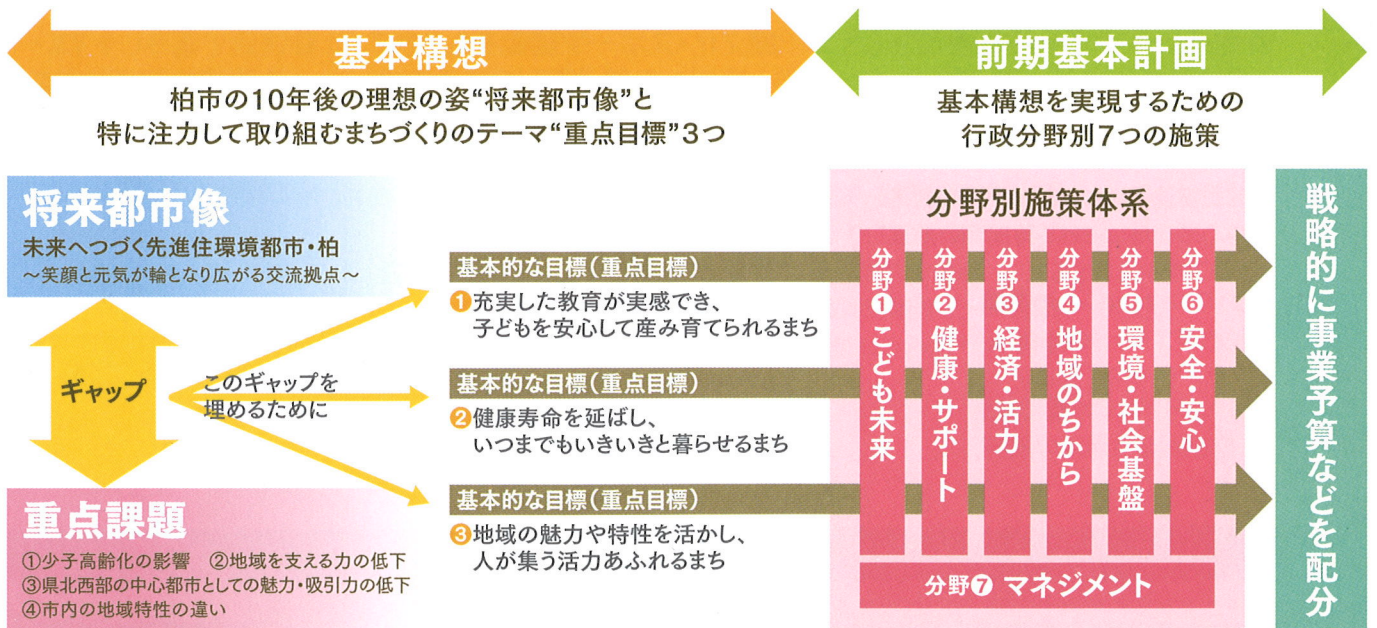 基本構想
柏市の10年後の理想の姿“将来都市像”と
特に注力して取り組むまちづくりのテーマ“重点目標”3つ
前期基本計画
基本構想を実現するための
行政分野別7つの施策
将来都市像
未来へつづく先進住環境都市・柏
～笑顔と元気が輪となり広がる交流拠点～
ギャップ
このギャップを
埋めるために
重点課題
①少子高齢化の影響 ②地域を支える力の低下
③県北西部の中心都市としての魅力・吸引力の低下
④市内の地域特性の違い
基本的な目標（重点目標）
❶充実した教育が実感でき、
子どもを安心して産み育てられるまち
基本的な目標（重点目標）
❷健康寿命を延ばし、
いつまでもいきいきと暮らせるまち
基本的な目標（重点目標）
❸地域の魅力や特性を活かし、
人が集う活力あふれるまち
分野別施策体系
分野❶ こども未来
分野❷ 健康・サポート
分野❸ 経済・活力
分野❹ 地域のちから
分野❺ 環境・社会基盤
分野❻ 安全・安心
分野❼ マネジメント
戦略的に事業予算などを配分